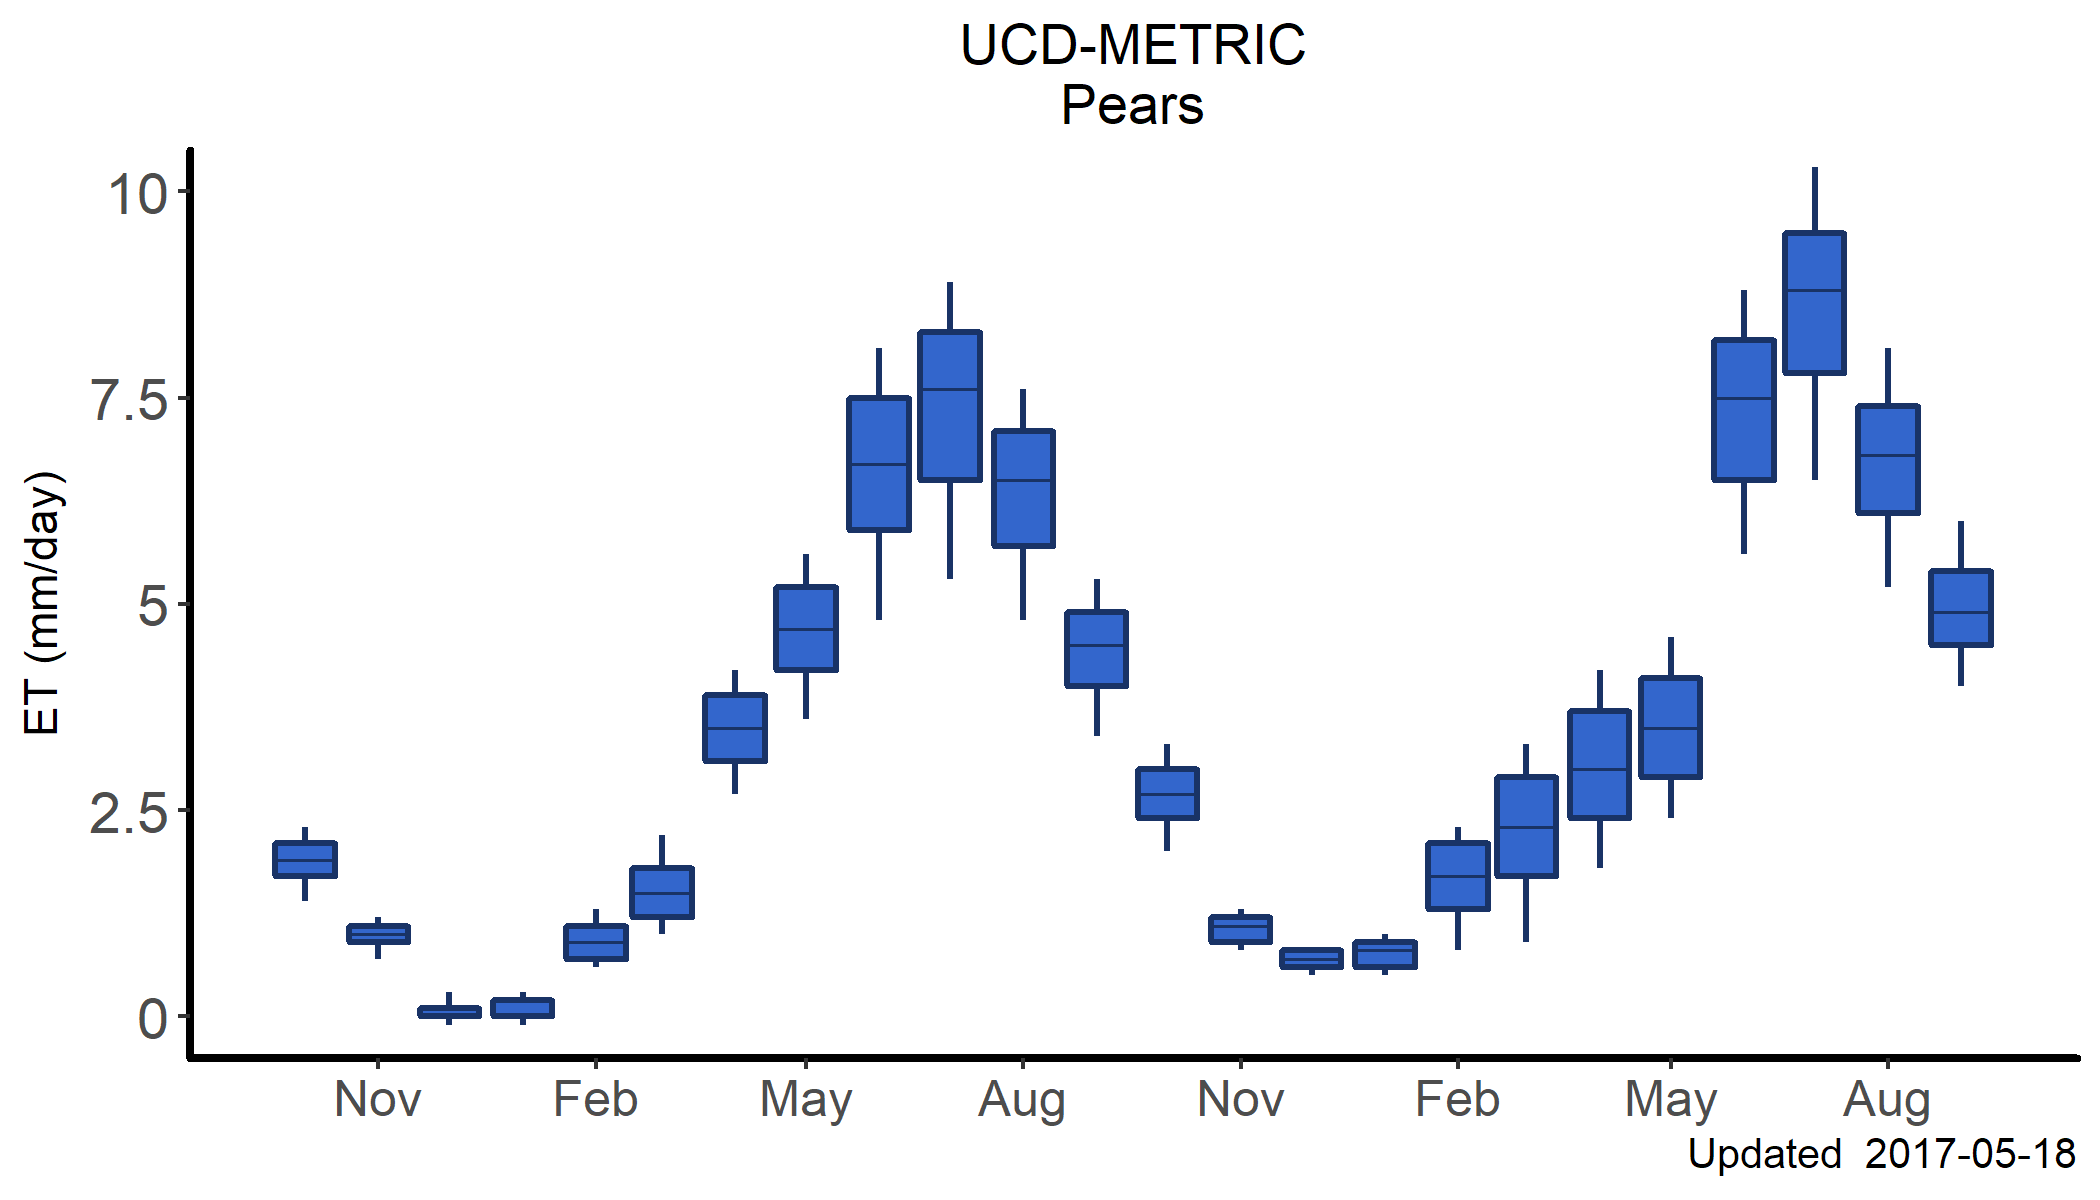 UCD-METRIC
Pears
ET (mm/day)
10
7.5
5
2.5
0
Nov Feb May Aug Nov Feb May Aug
Updated 2017-05-18